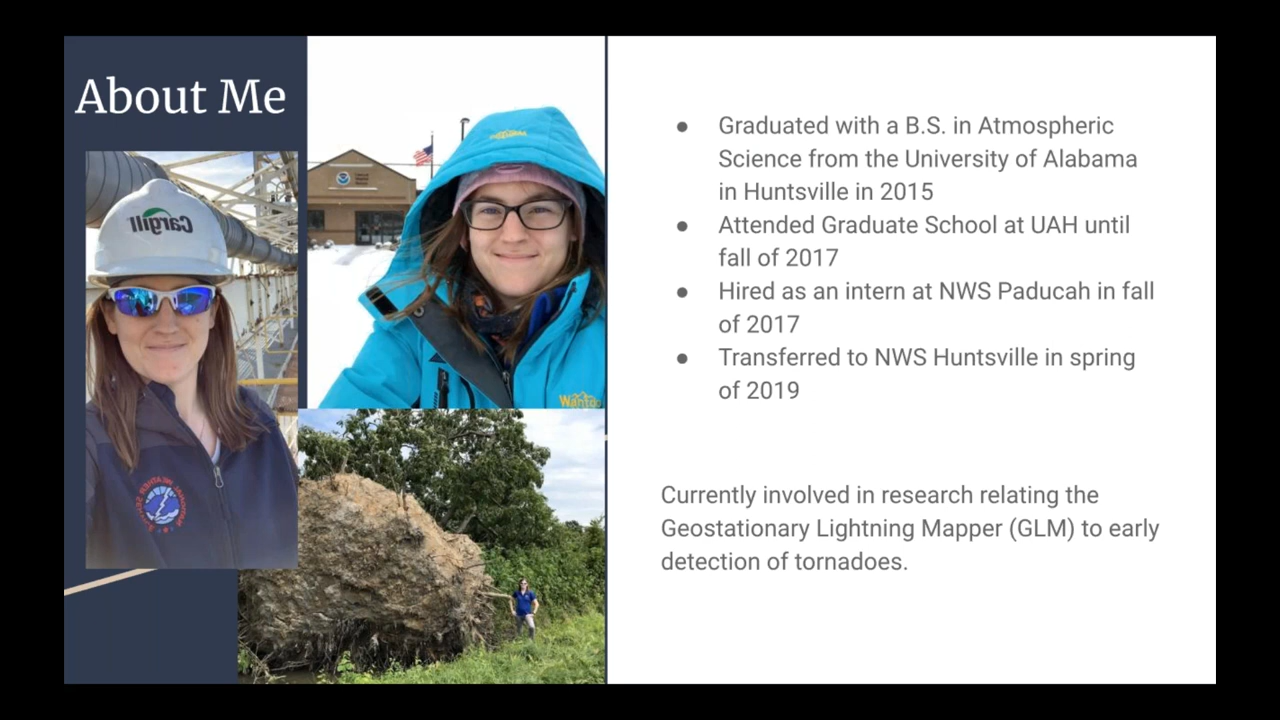 About Me
Cargill
● Graduated with a B.S. in Atmospheric
Science from the University of Alabama
in Huntsville in 2015
● Attended Graduate School at UAH until
fall of 2017
● Hired as an intern at NWS Paducah in fall
of 2017
● Transferred to NWS Huntsville in spring
of 2019
Currently involved in research relating the
Geostationary Lightning Mapper (GLM) to early
detection of tornadoes.